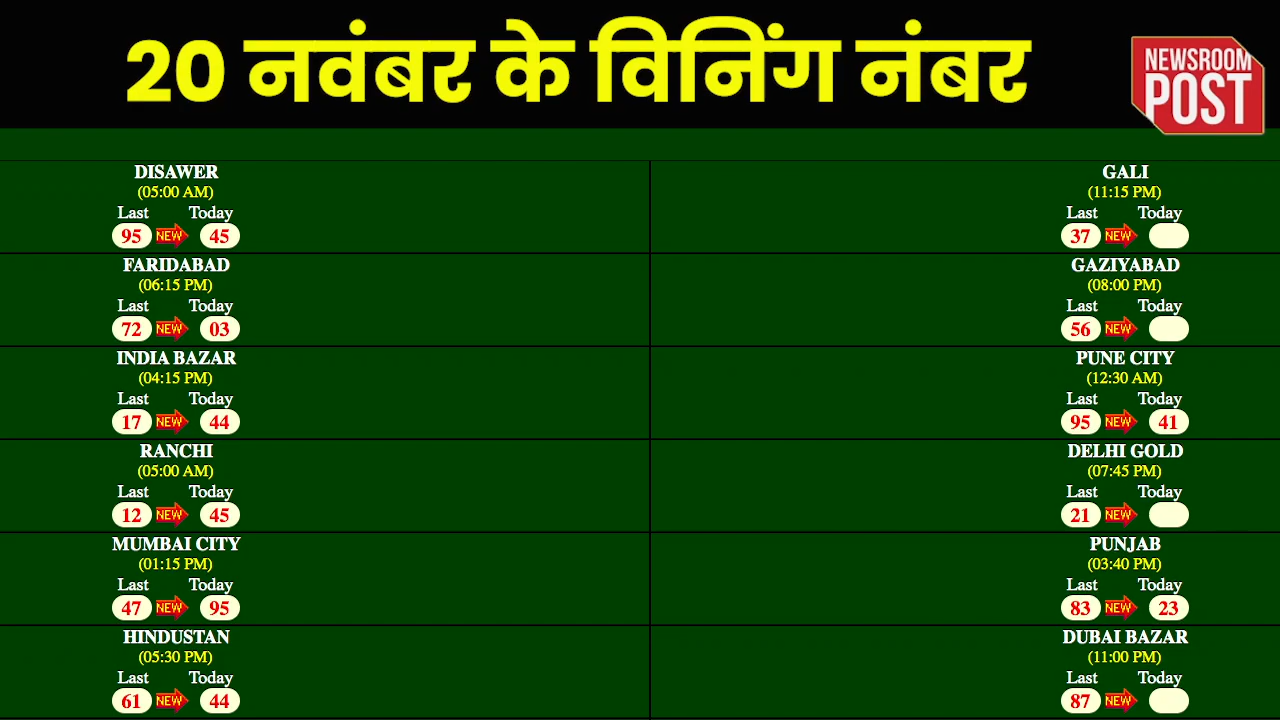 20 नवंबर के विनिंग नंबर
NEWSROOM
POST
DISAWER
(05:00 AM)
Last Today
95 NEW 45
GALI
(11:15 PM)
Last Today
37 NEW
FARIDABAD
(06:15 PM)
Last Today
72 NEW 03
GAZIYABAD
(08:00 PM)
Last Today
56 NEW
INDIA BAZAR
(04:15 PM)
Last Today
17 NEW 44
PUNE CITY
(12:30 AM)
Last Today
95 NEW 41
RANCHI
(05:00 AM)
Last Today
12 NEW 45
DELHI GOLD
(07:45 PM)
Last Today
21 NEW
MUMBAI CITY
(01:15 PM)
Last Today
47 NEW 95
PUNJAB
(03:40 PM)
Last Today
83 NEW 23
HINDUSTAN
(05:30 PM)
Last Today
61 NEW 44
DUBAI BAZAR
(11:00 PM)
Last Today
87 NEW